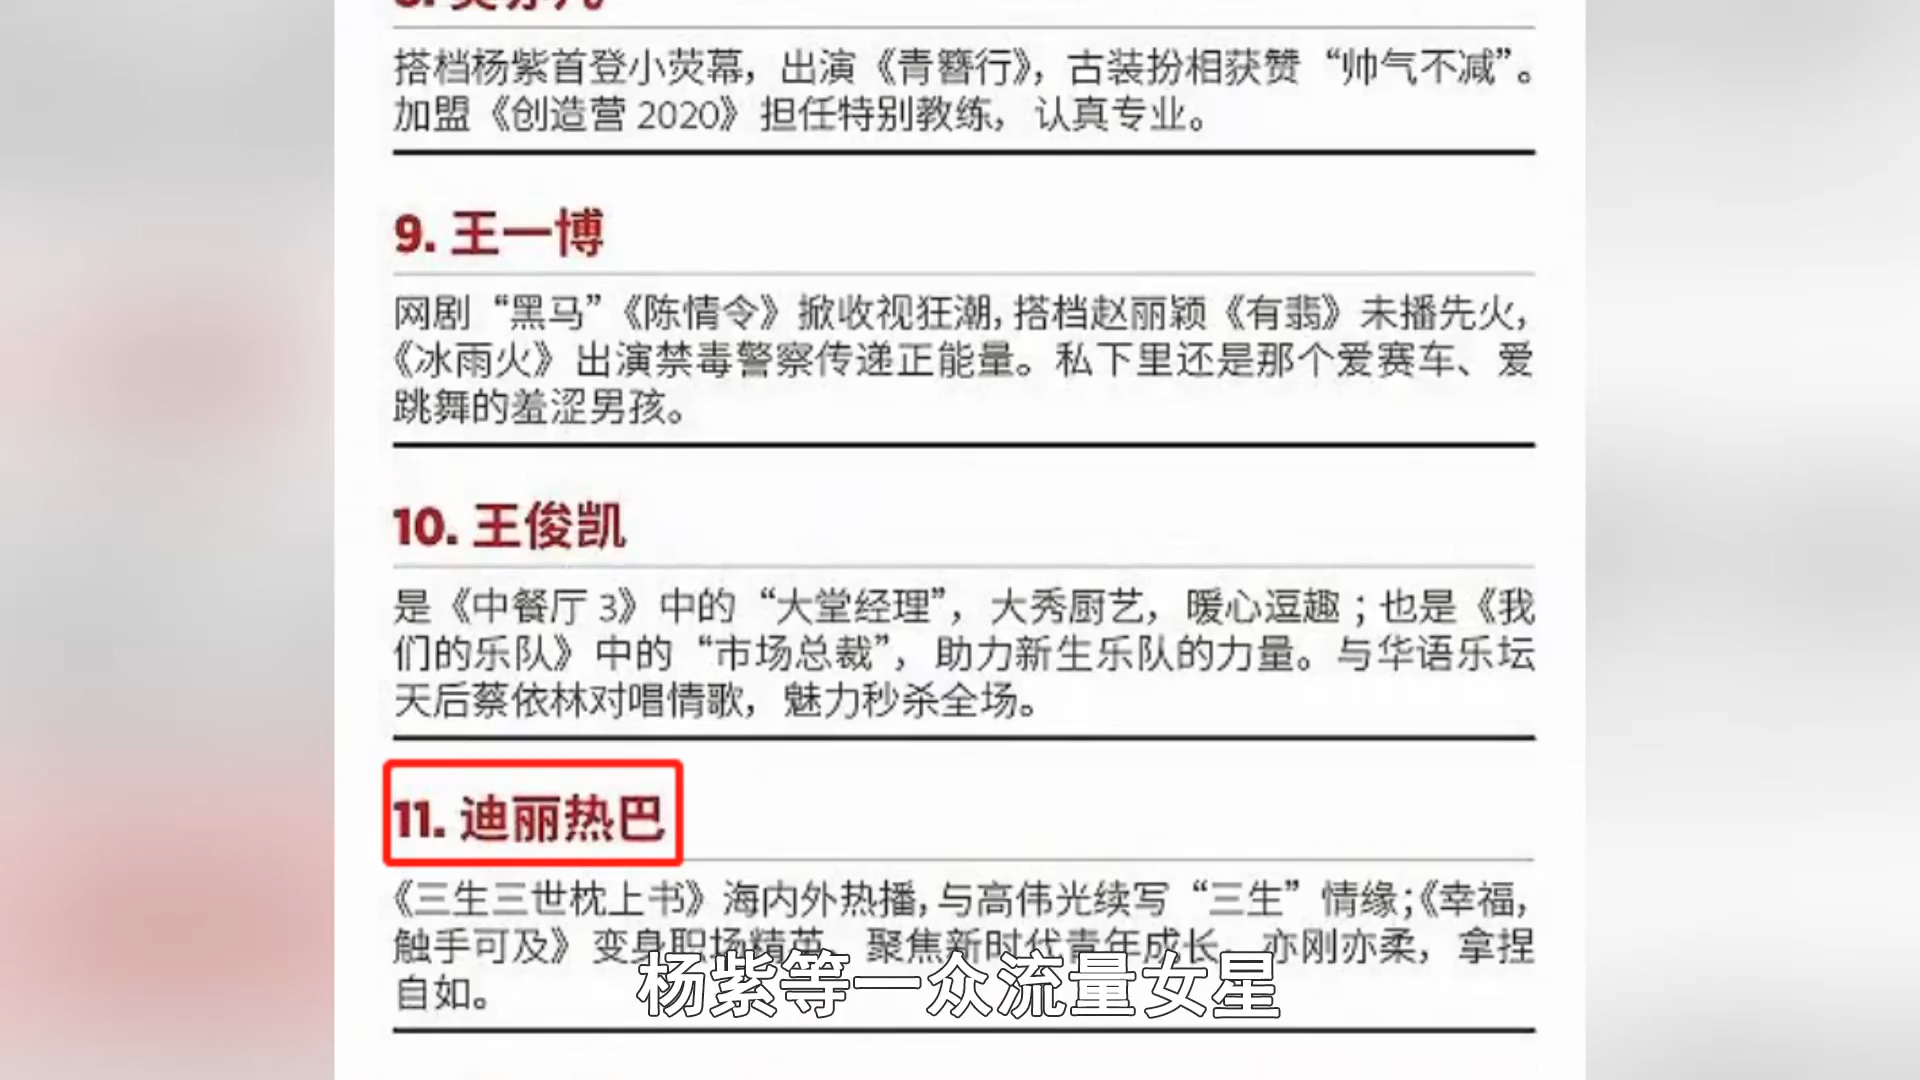 搭档杨紫首登小荧幕，出演《青簪行》，古装扮相获赞“帅气不减”。
加盟《创造营 2020》担任特别教练，认真专业。
9. 王一博
网剧“黑马”《陈情令》掀收视狂潮，搭档赵丽颖《有翡》未播先火，
《冰雨火》出演禁毒警察传递正能量。私下里还是那个爱赛车、爱
跳舞的羞涩男孩。
10. 王俊凯
是《中餐厅 3》中的“大堂经理”，大秀厨艺，暖心逗趣；也是《我
们的乐队》中的“市场总裁”，助力新生乐队的力量。与华语乐坛
天后蔡依林对唱情歌，魅力秒杀全场。
11. 迪丽热巴
《三生三世枕上书》海内外热播，与高伟光续写“三生”情缘；《幸福，
触手可及》变身职场精英，聚焦新时代青年成长，亦刚亦柔，拿捏
自如。
杨紫等一众流量女星